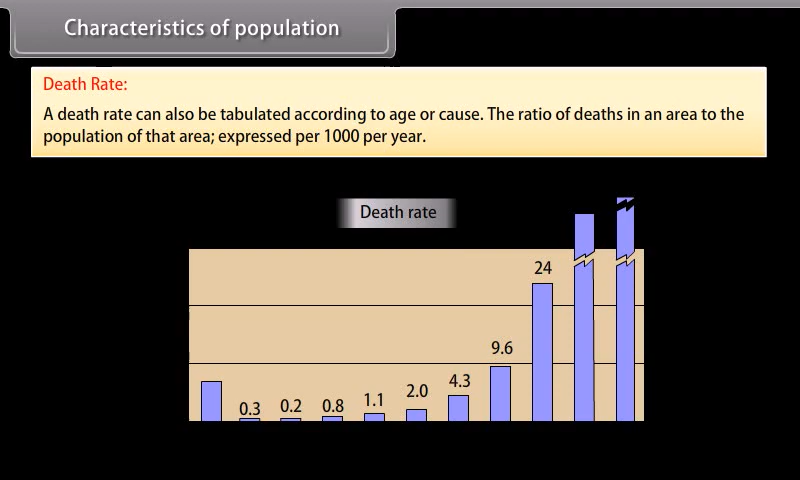 Characteristics of population
Death Rate:
A death rate can also be tabulated according to age or cause. The ratio of deaths in an area to the
population of that area; expressed per 1000 per year.
Death rate
24
9.6
4.3
2.0
1.1
0.8
0.2
0.3